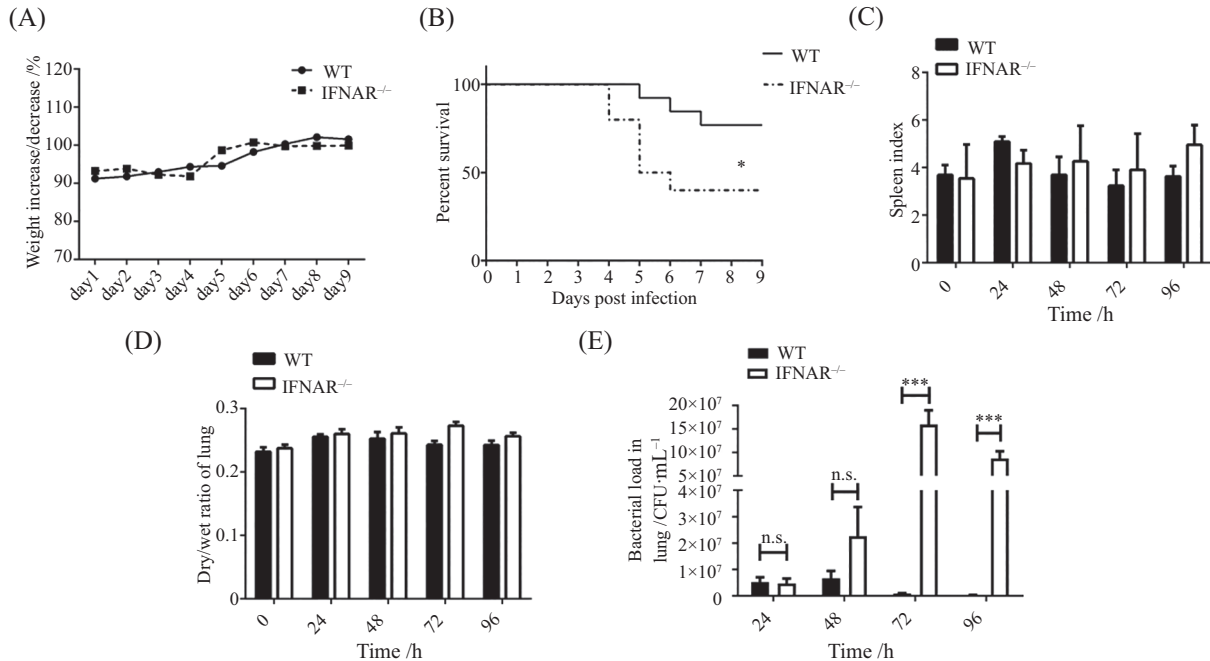 (A)
WT
IFNAR⁻/⁻
Weight increase/decrease /%
120
110
100
90
80
70
day1
day2
day3
day4
day5
day6
day7
day8
day9
(B)
WT
IFNAR⁻/⁻
Percent survival
100
50
0
*
0 1 2 3 4 5 6 7 8 9
Days post infection
(C)
WT
IFNAR⁻/⁻
Spleen index
8
6
4
2
0
0
24
48
72
96
Time /h
(D)
WT
IFNAR⁻/⁻
Dry/wet ratio of lung
0.3
0.2
0.1
0
0
24
48
72
96
Time /h
(E)
WT
IFNAR⁻/⁻
Bacterial load in
lung /CFU·mL⁻¹
20×10⁷
15×10⁷
10×10⁷
5×10⁷
4×10⁷
3×10⁷
2×10⁷
1×10⁷
0
n.s.
n.s.
***
***
24
48
72
96
Time /h